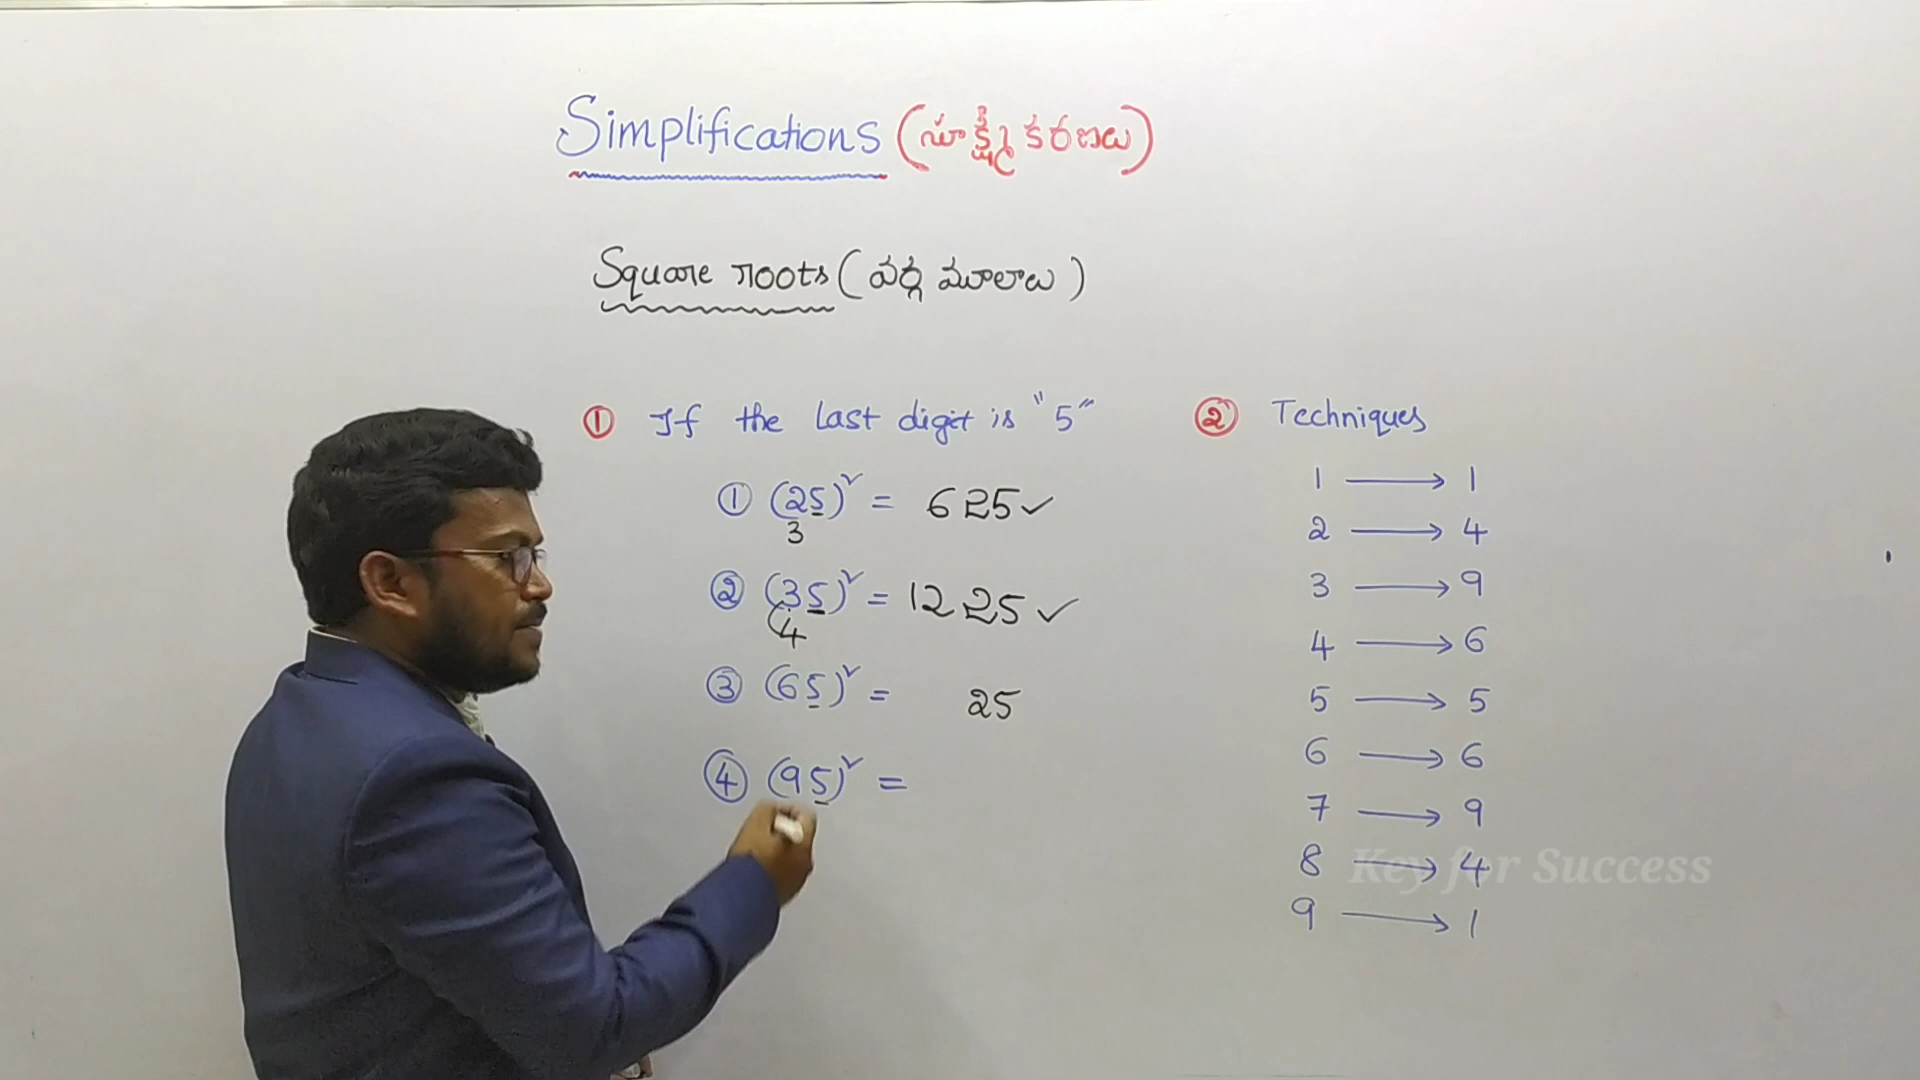 Simplifications (సూక్ష్మీకరణలు)
Square roots (వర్గ మూలాలు)
① If the last digit is "5"
① (25)² = 625 ✓
3
② (35)² = 1225 ✓
4
③ (65)² = 25
④ (95)² =
② Techniques
1 → 1
2 → 4
3 → 9
4 → 6
5 → 5
6 → 6
7 → 9
8 → 4
9 → 1
Key for Success